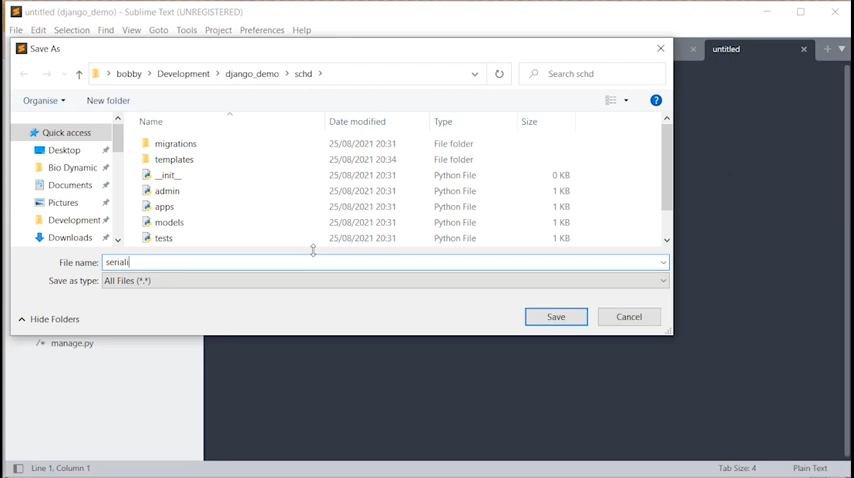 untitled (django_demo) - Sublime Text (UNREGISTERED)
File Edit Selection Find View Goto Tools Project Preferences Help
Save As
untitled
bobby > Development > django_demo > schd >
Search schd
Organise
New folder
Name Date modified Type Size
Quick access
Desktop
Bio Dynamic
Documents
Pictures
Development
Downloads
migrations 25/08/2021 20:31 File folder
templates 25/08/2021 20:34 File folder
__init__ 25/08/2021 20:31 Python File 0 KB
admin 25/08/2021 20:31 Python File 1 KB
apps 25/08/2021 20:31 Python File 1 KB
models 25/08/2021 20:31 Python File 1 KB
tests 25/08/2021 20:31 Python File 1 KB
File name: seriali
Save as type: All Files (*.*)
Hide Folders
Save
Cancel
/* manage.py
Line 1, Column 1
Tab Size: 4
Plain Text